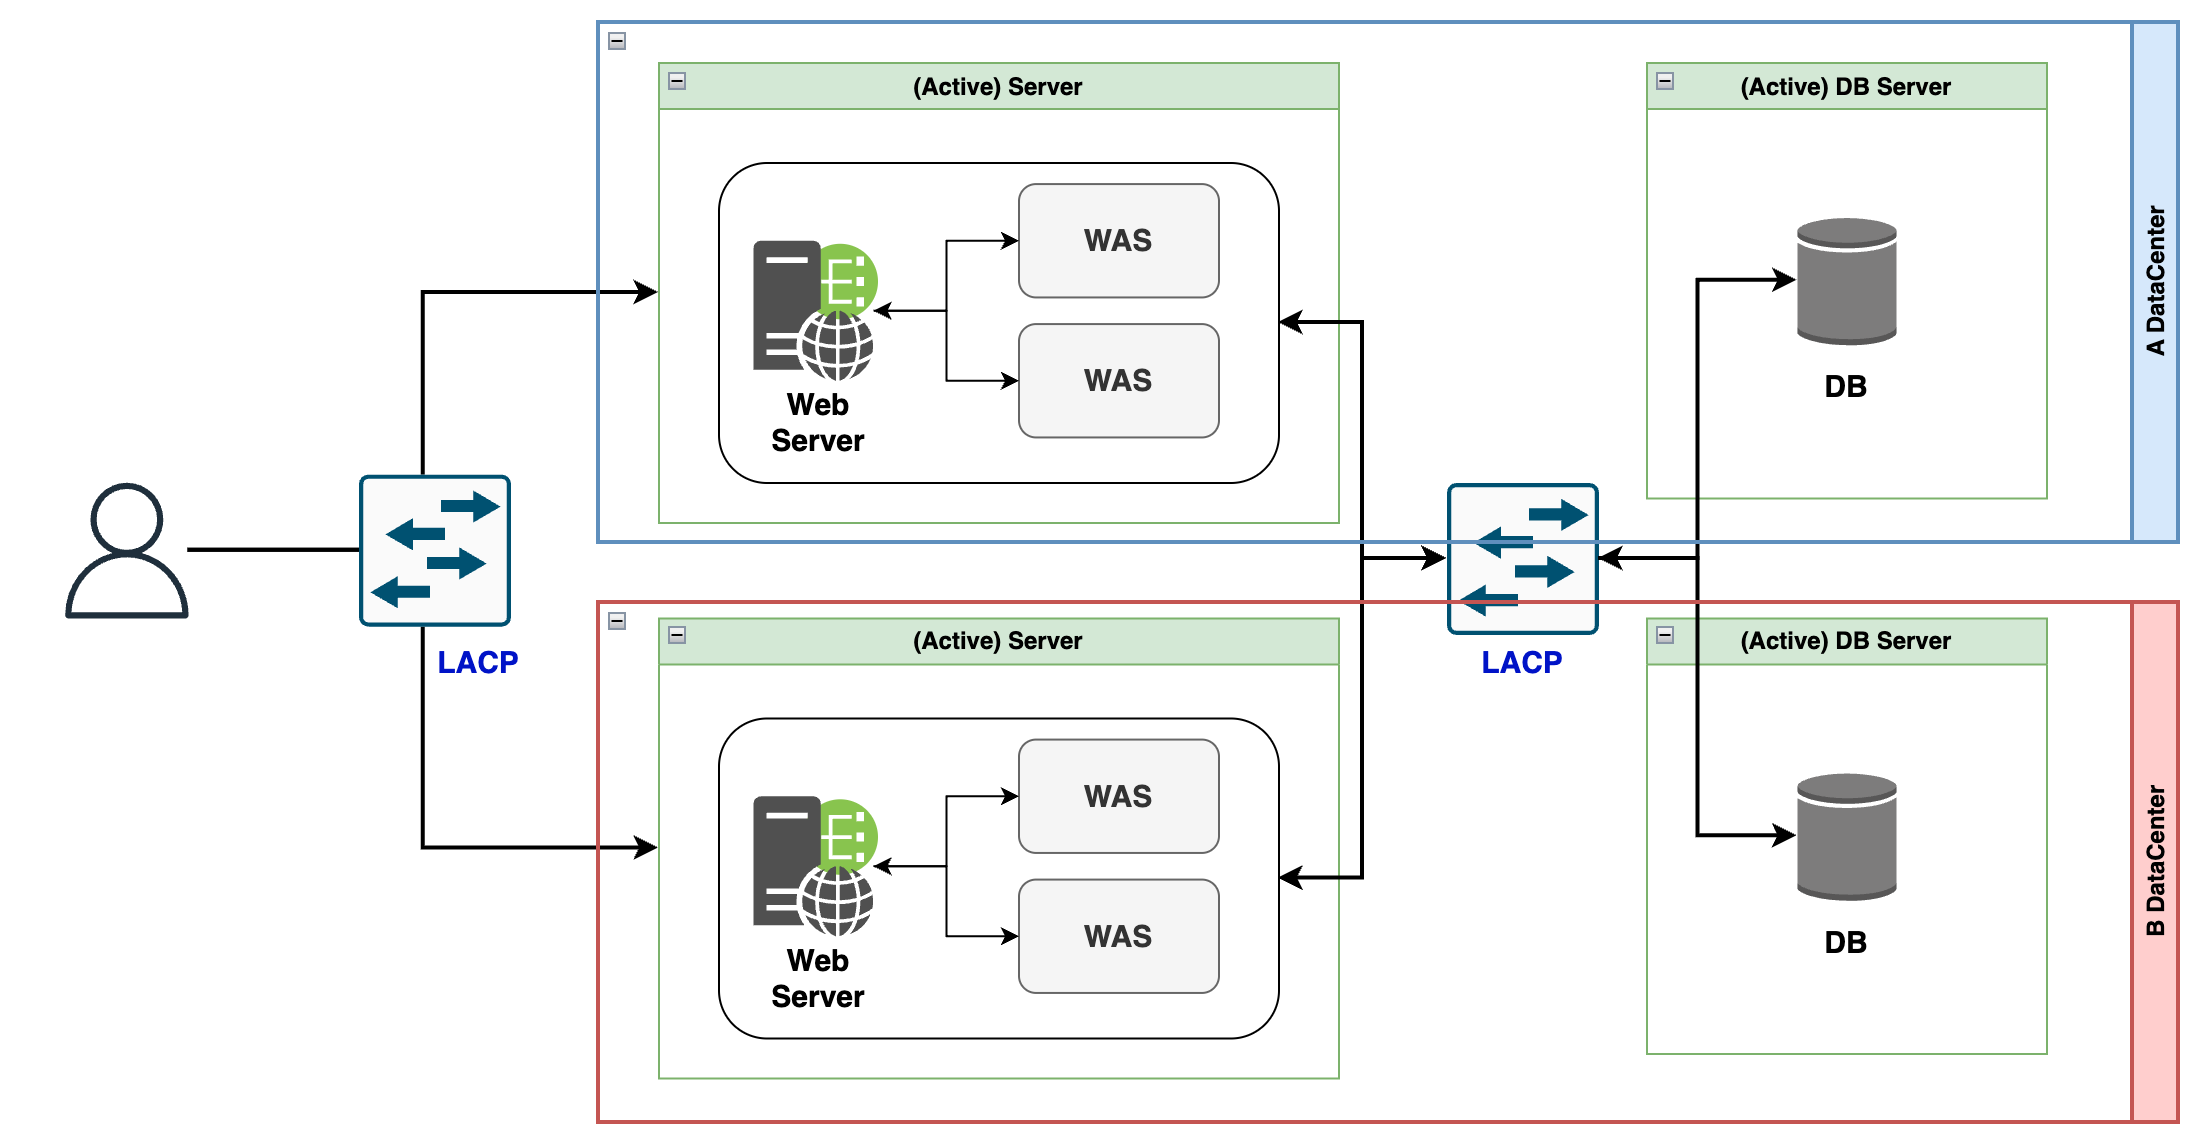 (Active) Server
(Active) DB Server
WAS
WAS
Web
Server
DB
A DataCenter
LACP
LACP
(Active) Server
(Active) DB Server
WAS
WAS
Web
Server
DB
B DataCenter